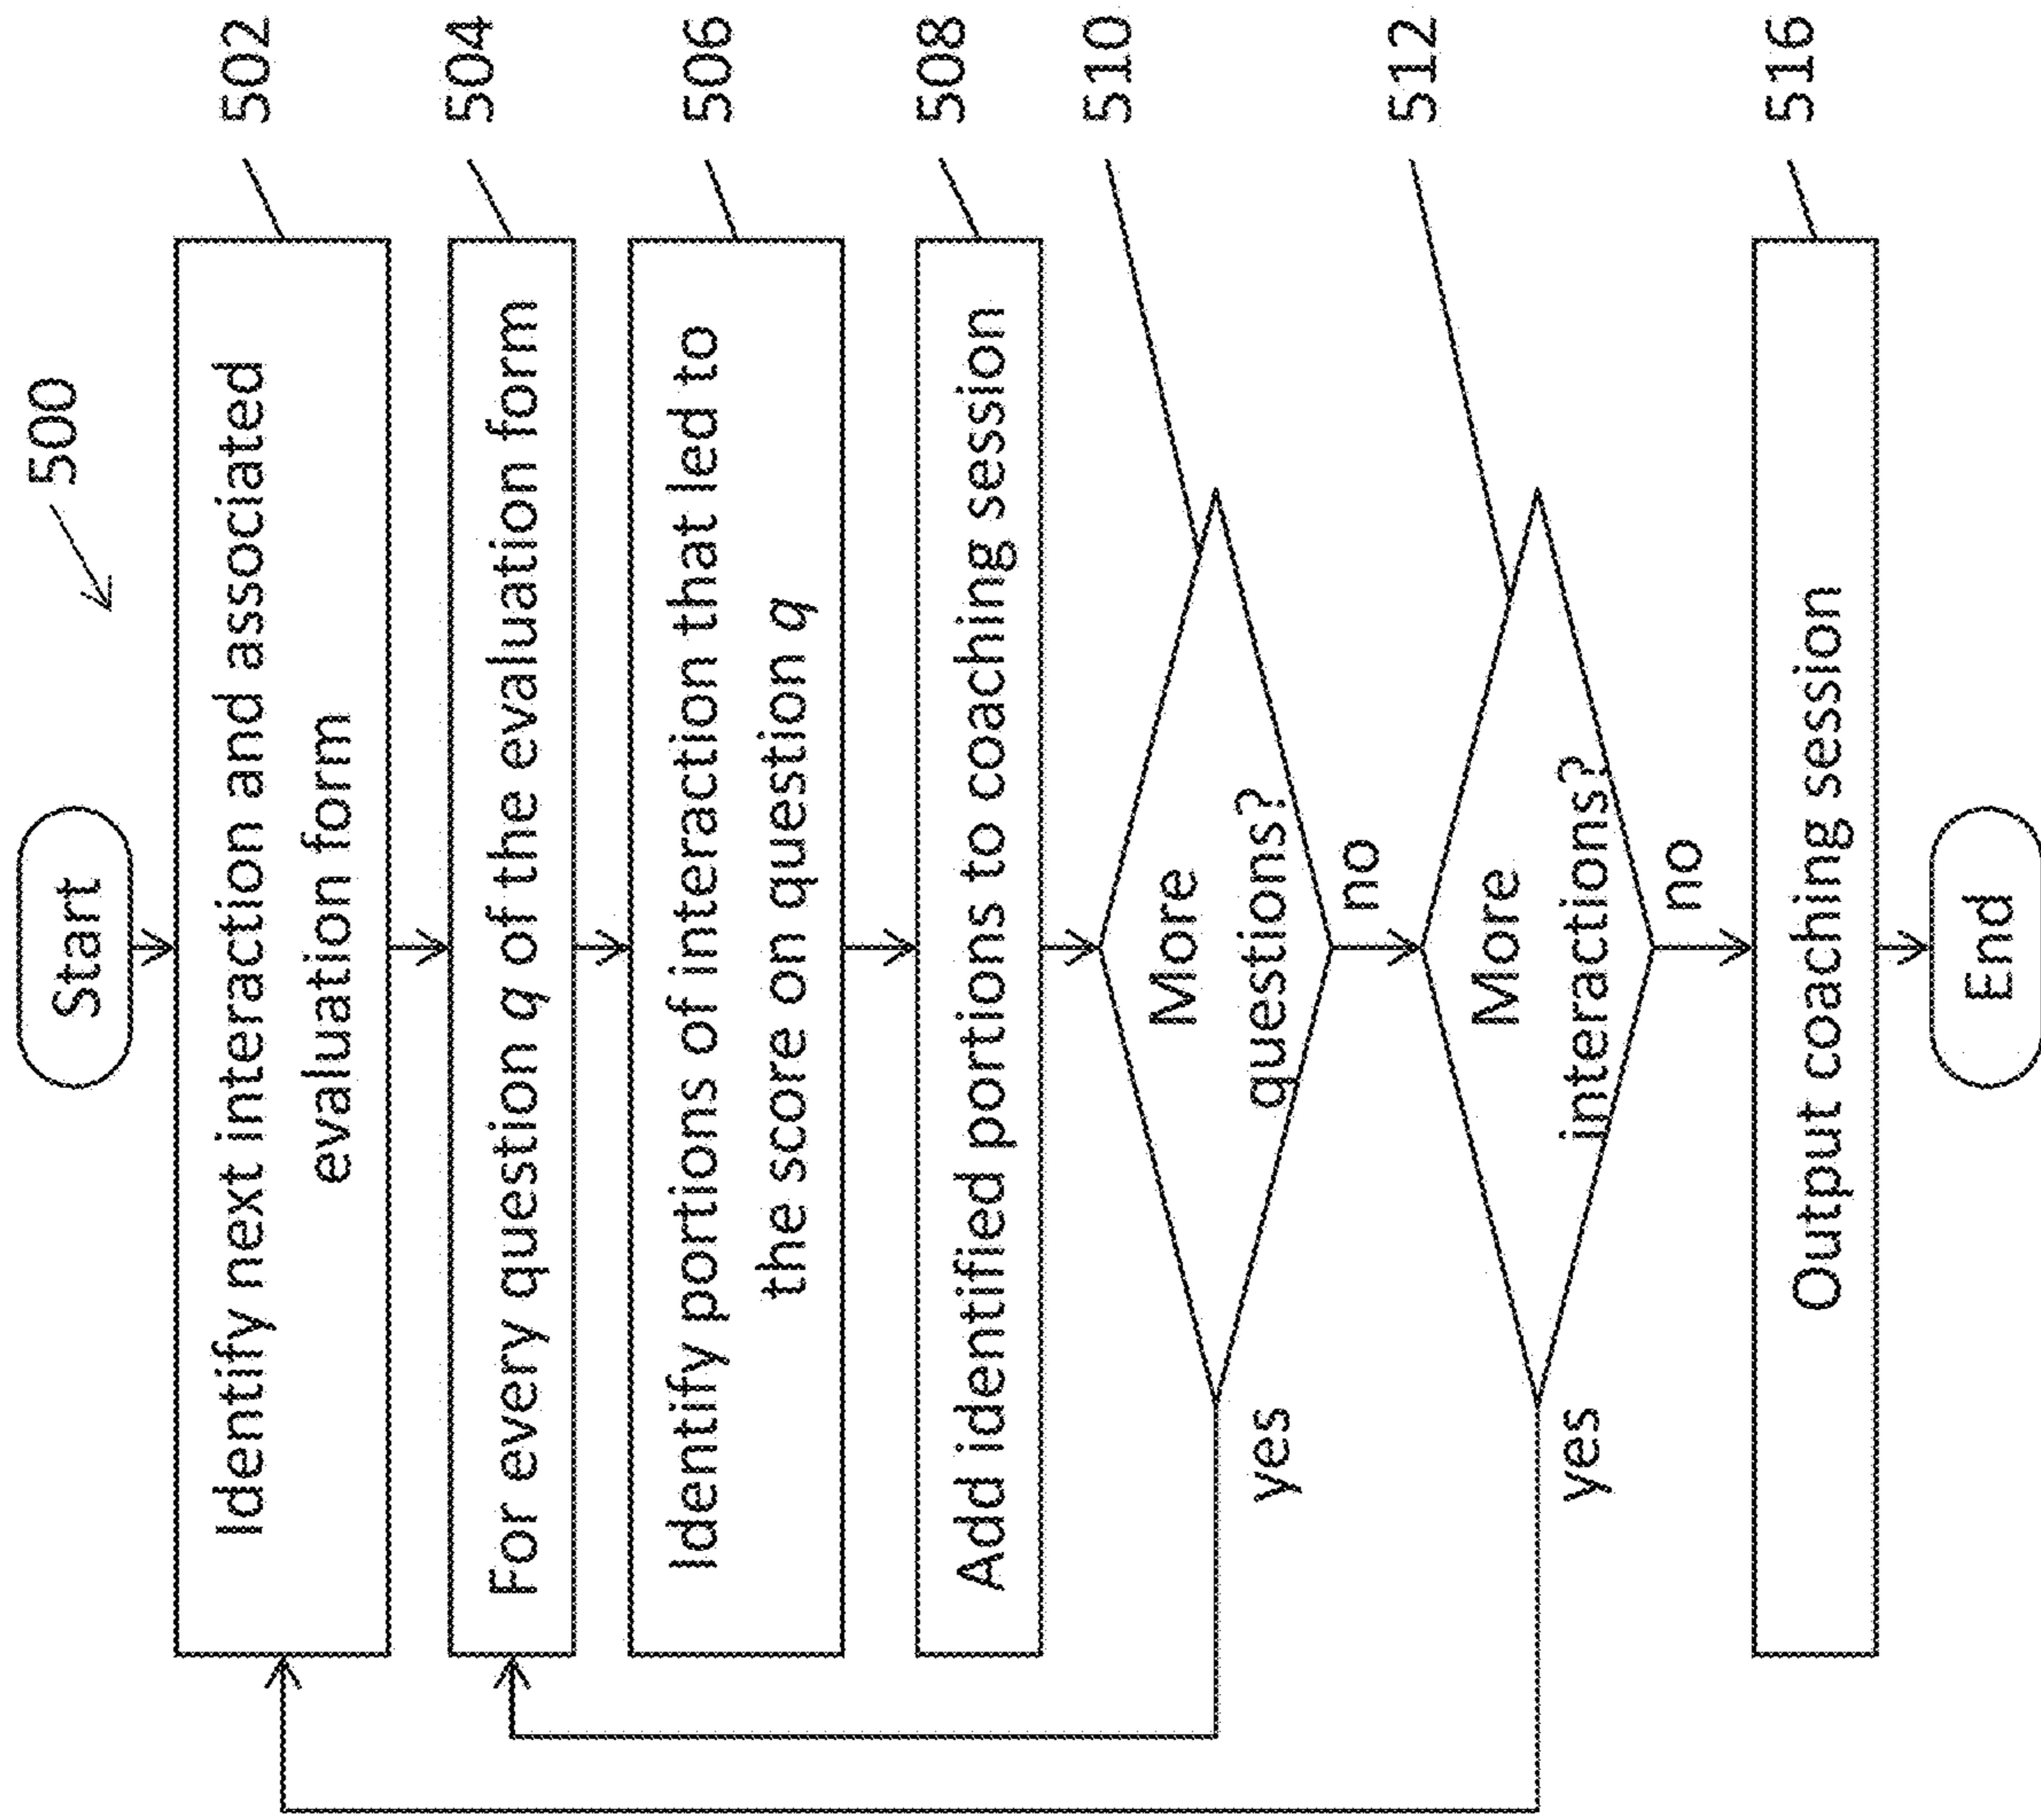 500
Start
Identify next interaction and associated
evaluation form
502
For every question q of the evaluation form
504
Identify portions of interaction that led to
the score on question q
506
Add identified portions to coaching session
508
More
questions?
510
yes
no
More
interactions?
512
yes
no
Output coaching session
516
End